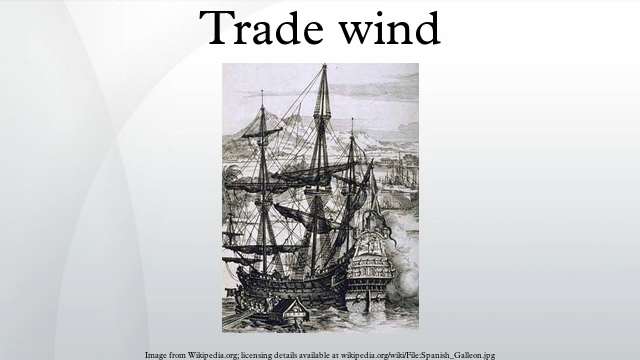 Trade wind
Image from Wikipedia.org; licensing details available at wikipedia.org/wiki/File:Spanish_Galleon.jpg